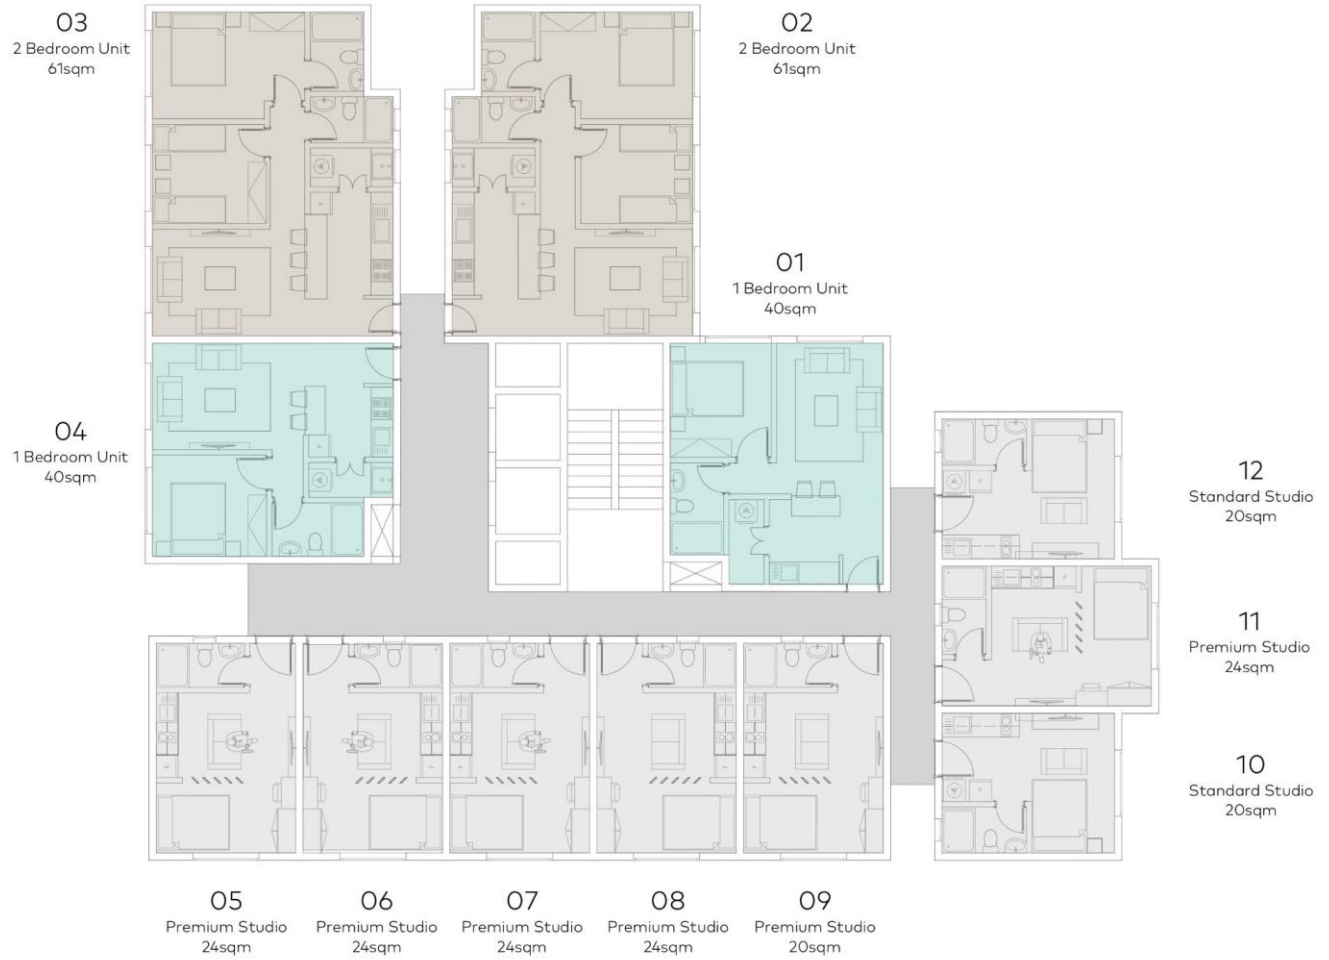 03
2 Bedroom Unit
61sqm
02
2 Bedroom Unit
61sqm
01
1 Bedroom Unit
40sqm
04
1 Bedroom Unit
40sqm
12
Standard Studio
20sqm
11
Premium Studio
24sqm
10
Standard Studio
20sqm
05
Premium Studio
24sqm
06
Premium Studio
24sqm
07
Premium Studio
24sqm
08
Premium Studio
24sqm
09
Premium Studio
20sqm